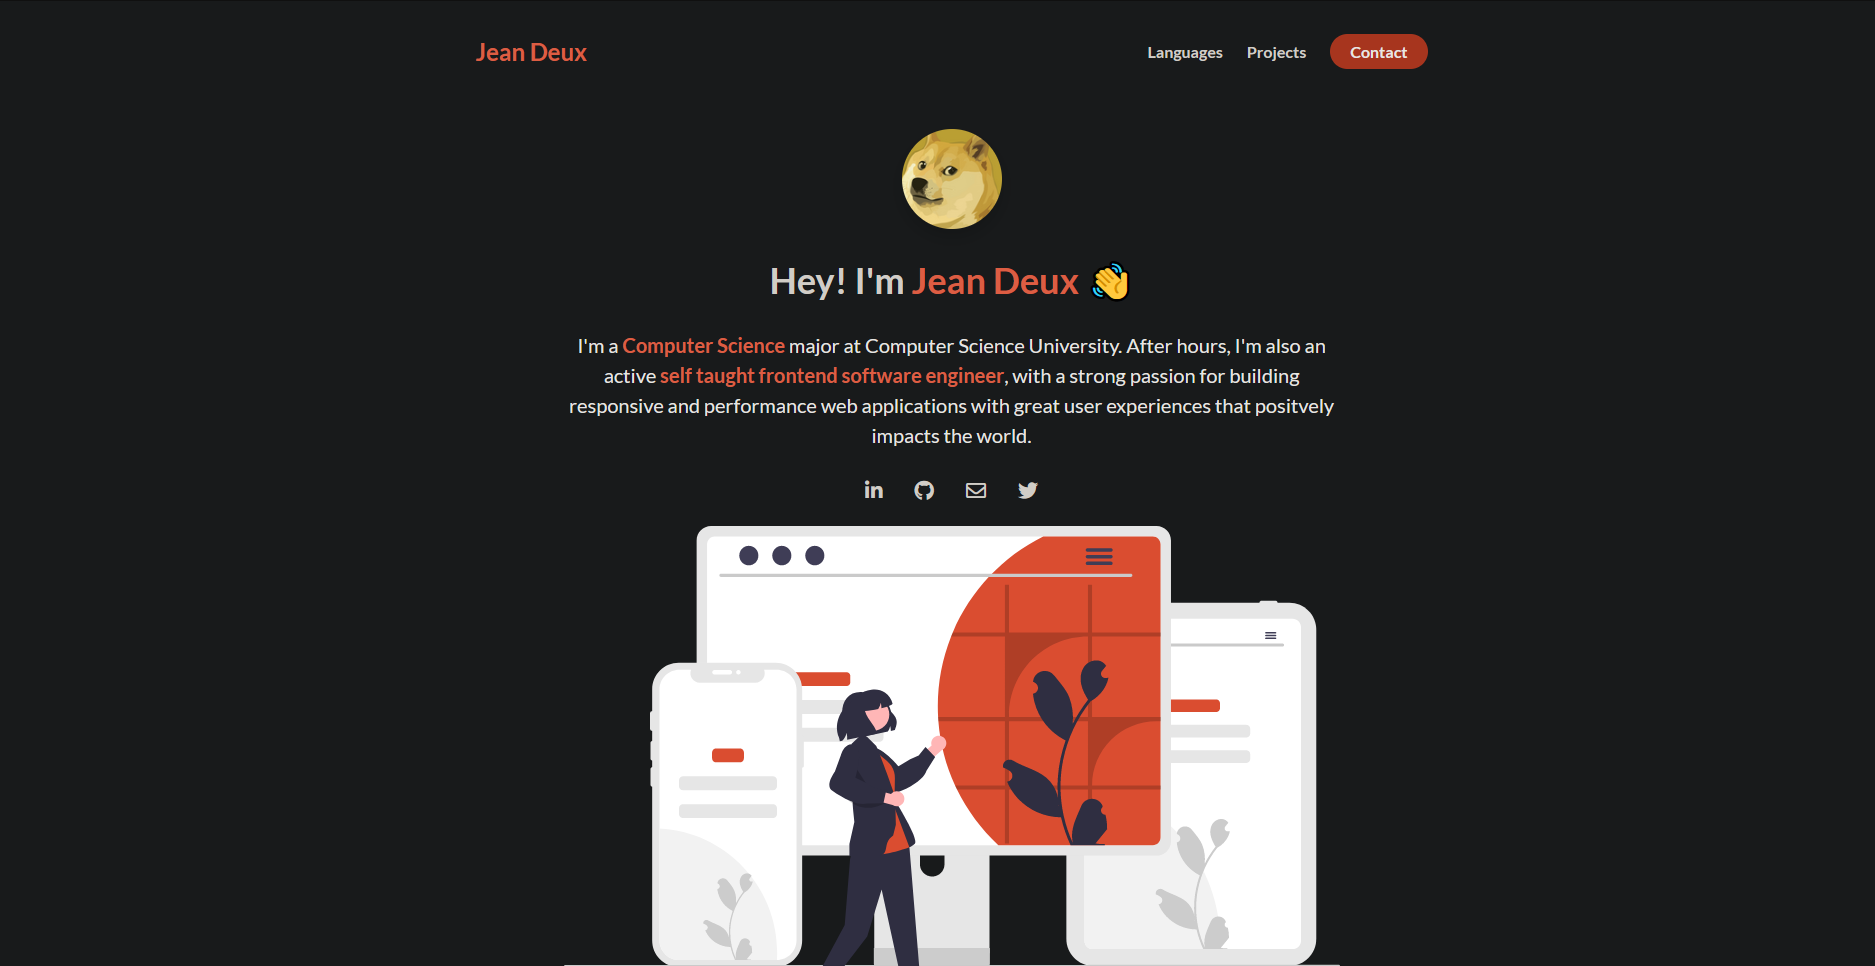 Jean Deux
Languages Projects Contact
Hey! I'm Jean Deux 👋
I'm a Computer Science major at Computer Science University. After hours, I'm also an
active self taught frontend software engineer, with a strong passion for building
responsive and performance web applications with great user experiences that positvely
impacts the world.